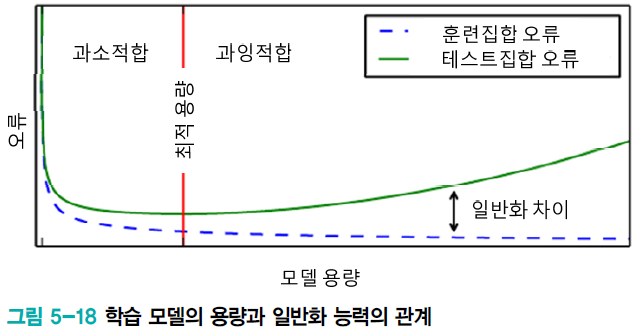 과소적합
과잉적합
훈련집합 오류
테스트집합 오류
최적 용량
오류
일반화 차이
모델 용량
그림 5-18 학습 모델의 용량과 일반화 능력의 관계